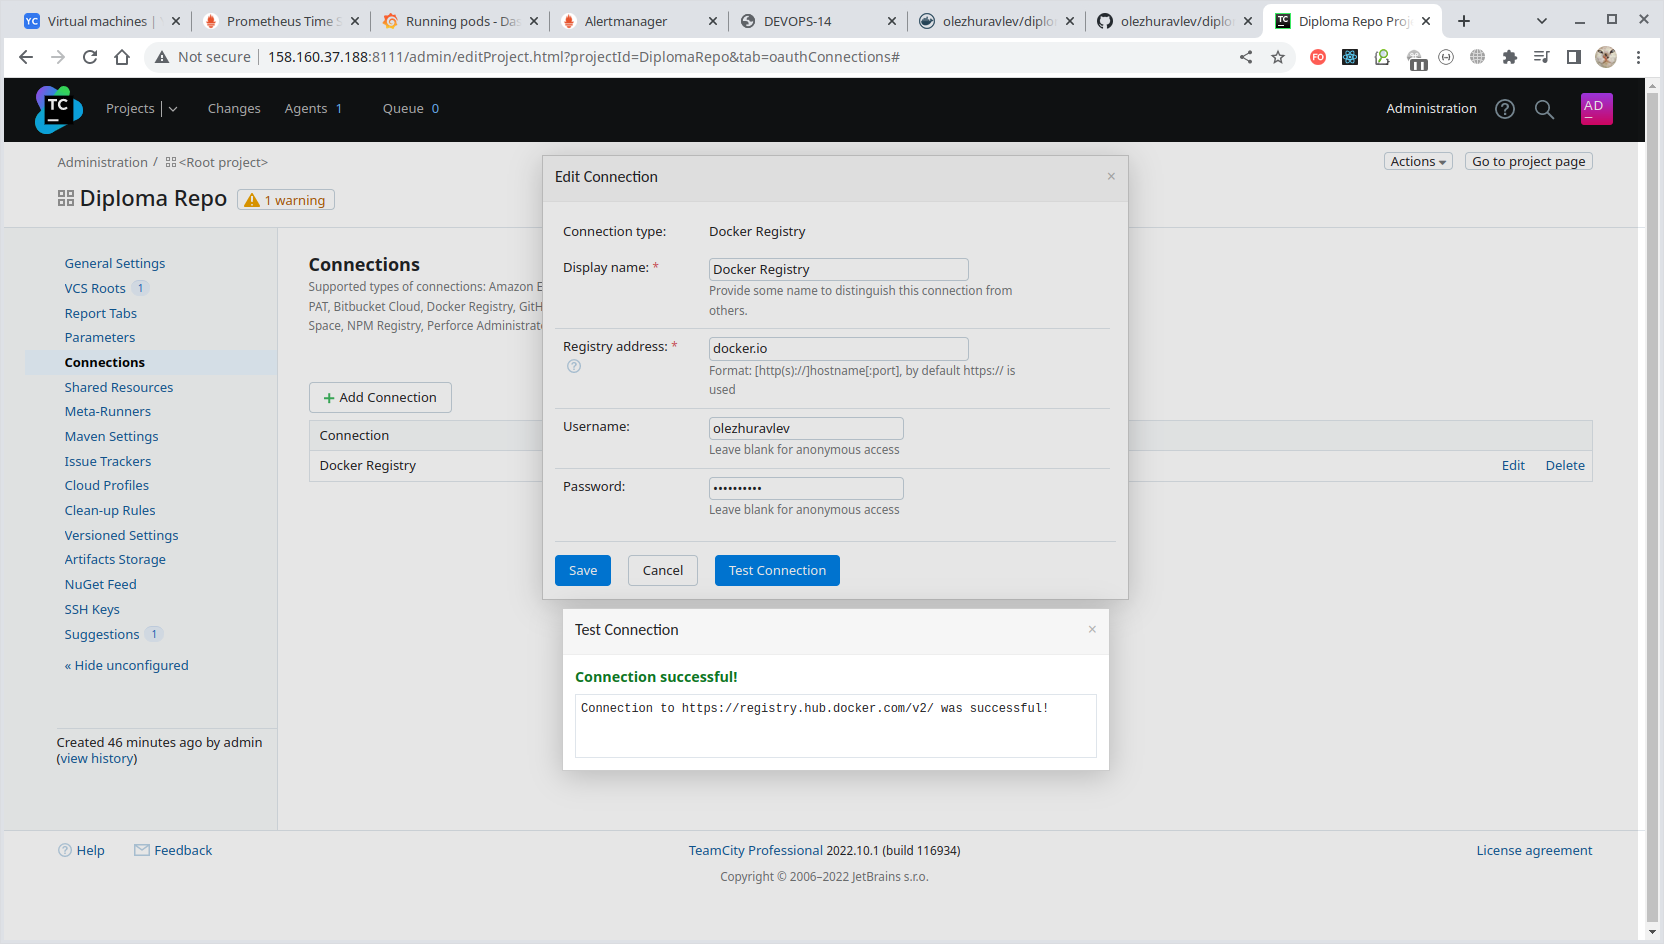 YC Virtual machines |
Prometheus Time S
Running pods - Das
Alertmanager
DEVOPS-14
olezhuravlev/diplo
olezhuravlev/diplo
TC Diploma Repo Proj
Not secure | 158.160.37.188:8111/admin/editProject.html?projectId=DiplomaRepo&tab=oauthConnections#
FO
TC Projects Changes Agents 1 Queue 0 Administration AD
Administration / <Root project>
Actions Go to project page
Diploma Repo 1 warning
General Settings
VCS Roots 1
Report Tabs
Parameters
Connections
Shared Resources
Meta-Runners
Maven Settings
Issue Trackers
Cloud Profiles
Clean-up Rules
Versioned Settings
Artifacts Storage
NuGet Feed
SSH Keys
Suggestions 1
« Hide unconfigured
Created 46 minutes ago by admin
(view history)
Connections
Supported types of connections: Amazon E
PAT, Bitbucket Cloud, Docker Registry, GitH
Space, NPM Registry, Perforce Administrat
+ Add Connection
Connection
Docker Registry Edit Delete
Edit Connection ×
Connection type: Docker Registry
Display name: * Docker Registry
Provide some name to distinguish this connection from
others.
Registry address: * docker.io
Format: [http(s)://]hostname[:port], by default https:// is
used
Username: olezhuravlev
Leave blank for anonymous access
Password: ••••••••••
Leave blank for anonymous access
Save Cancel Test Connection
Test Connection ×
Connection successful!
Connection to https://registry.hub.docker.com/v2/ was successful!
Help Feedback TeamCity Professional 2022.10.1 (build 116934) License agreement
Copyright © 2006–2022 JetBrains s.r.o.